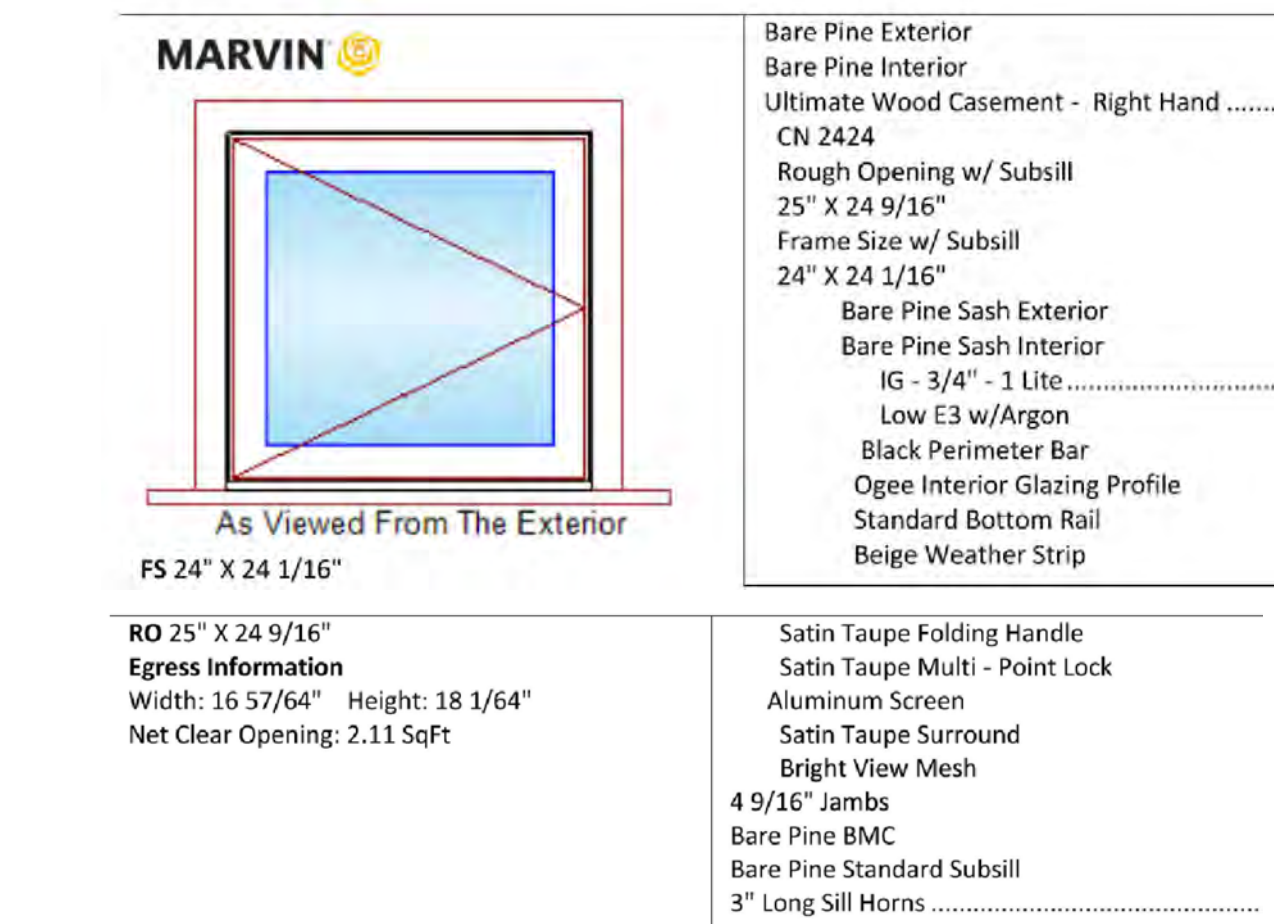 MARVIN
As Viewed From The Exterior
FS 24" X 24 1/16"
Bare Pine Exterior
Bare Pine Interior
Ultimate Wood Casement - Right Hand .......
CN 2424
Rough Opening w/ Subsill
25" X 24 9/16"
Frame Size w/ Subsill
24" X 24 1/16"
Bare Pine Sash Exterior
Bare Pine Sash Interior
IG - 3/4" - 1 Lite ..............................
Low E3 w/Argon
Black Perimeter Bar
Ogee Interior Glazing Profile
Standard Bottom Rail
Beige Weather Strip
RO 25" X 24 9/16"
Egress Information
Width: 16 57/64" Height: 18 1/64"
Net Clear Opening: 2.11 SqFt
Satin Taupe Folding Handle
Satin Taupe Multi - Point Lock
Aluminum Screen
Satin Taupe Surround
Bright View Mesh
4 9/16" Jambs
Bare Pine BMC
Bare Pine Standard Subsill
3" Long Sill Horns ..............................................